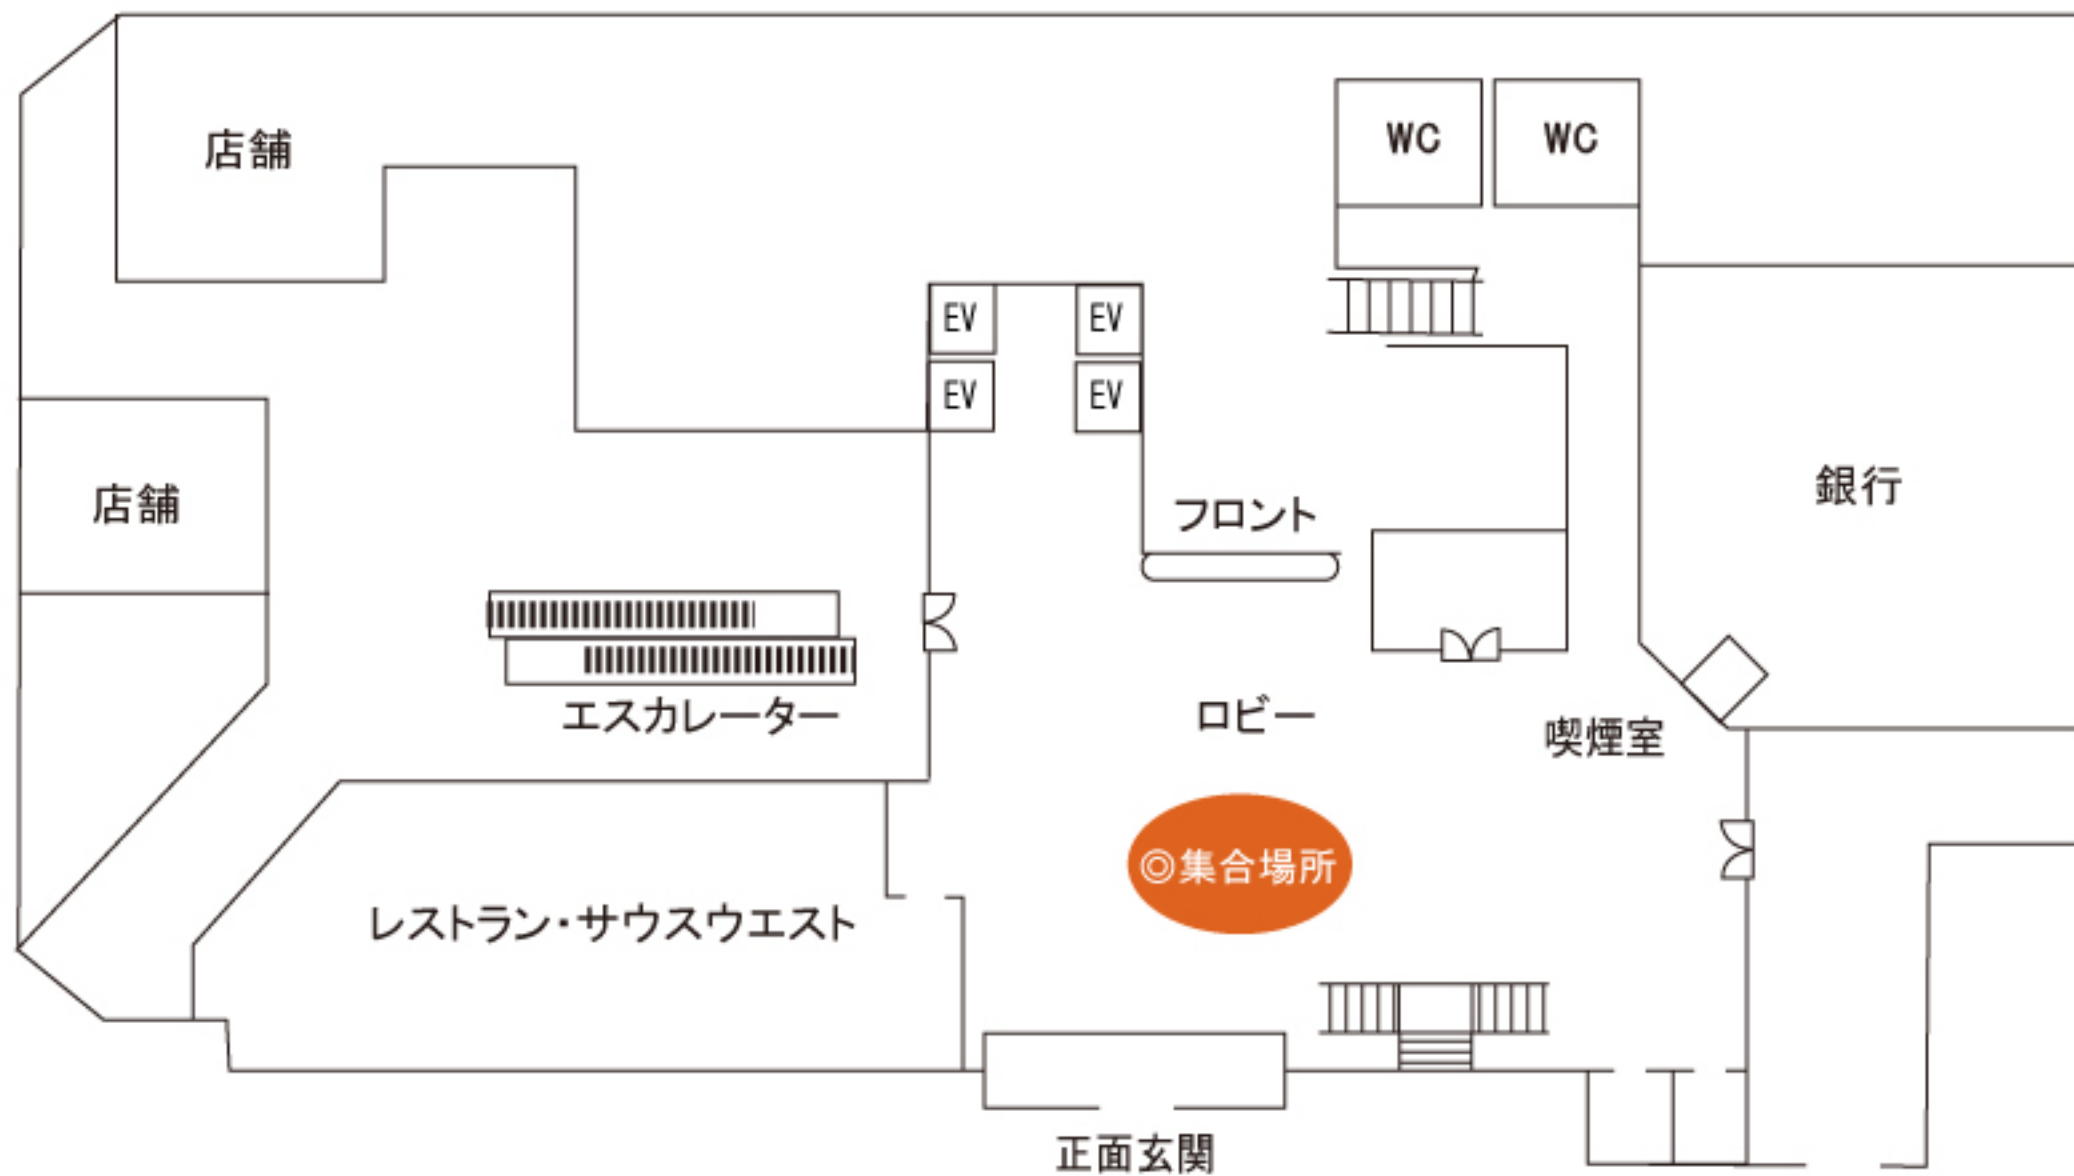 店舗
WC
WC
EV
EV
EV
EV
店舗
フロント
銀行
エスカレーター
ロビー
喫煙室
◎集合場所
レストラン・サウスウエスト
正面玄関